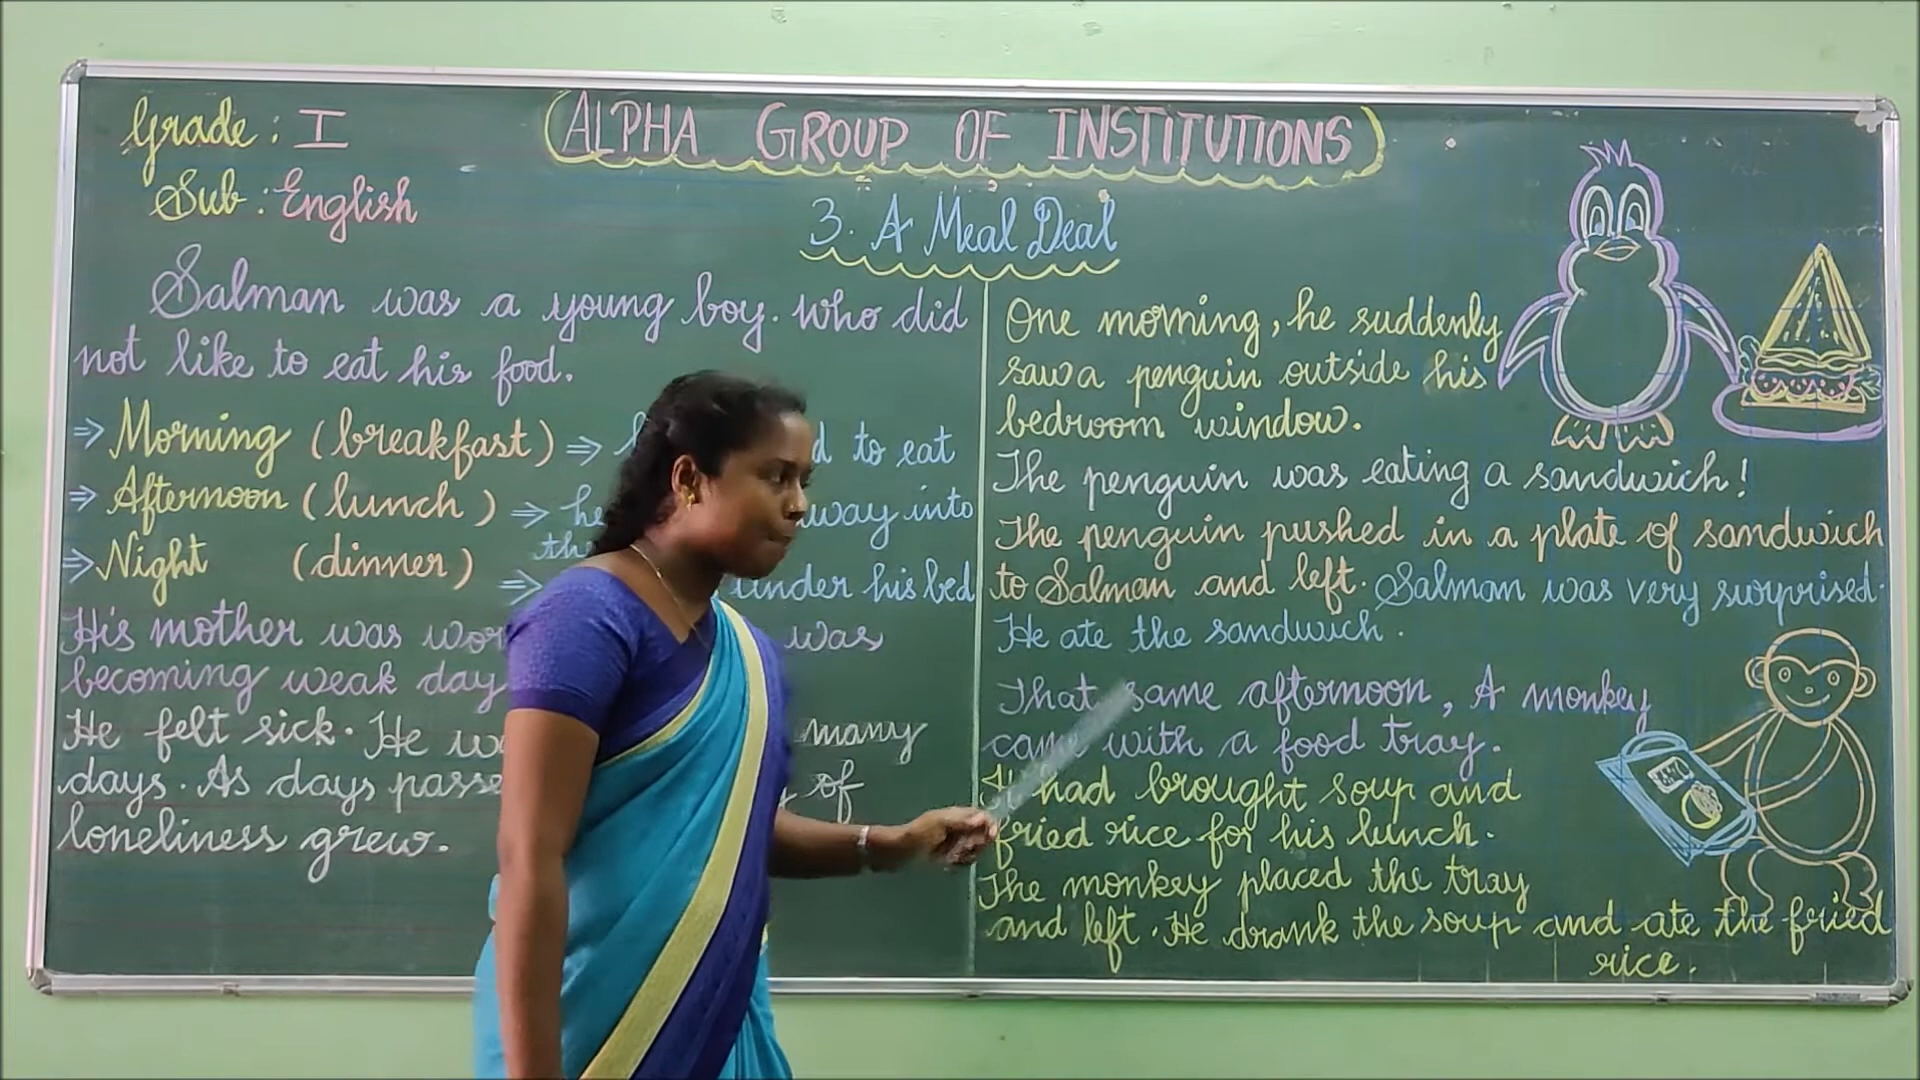 Grade: I
Sub: English
ALPHA GROUP OF INSTITUTIONS
3. A Meal Deal
Salman was a young boy. who did
not like to eat his food.
⇒ Morning (breakfast) ⇒ to eat
⇒ Afternoon (lunch) ⇒ he way into
⇒ Night (dinner) ⇒ under his bed
His mother was was
becoming weak day
He felt sick. He many
days. As days of
loneliness grew.
One morning, he suddenly
saw a penguin outside his
bedroom window.
The penguin was eating a sandwich!
The penguin pushed in a plate of sandwich
to Salman and left. Salman was very surprised.
He ate the sandwich.
That same afternoon, A monkey
came with a food tray.
It had brought soup and
fried rice for his lunch.
The monkey placed the tray
and left. He drank the soup and ate the fried
rice.